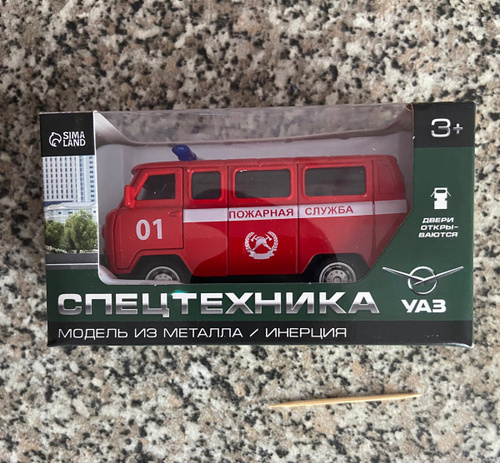 SIMA
LAND
3+
ПОЖАРНАЯ СЛУЖБА
01
ДВЕРИ
ОТКРЫ-
ВАЮТСЯ
СПЕЦТЕХНИКА
УАЗ
МОДЕЛЬ ИЗ МЕТАЛЛА / ИНЕРЦИЯ